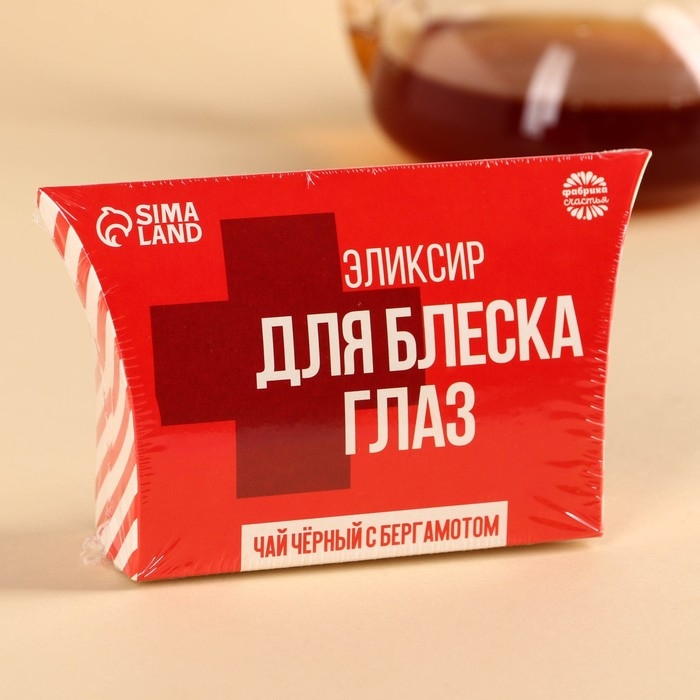 SIMA
LAND
фабрика
счастья
ЭЛИКСИР
ДЛЯ БЛЕСКА
ГЛАЗ
ЧАЙ ЧЁРНЫЙ С БЕРГАМОТОМ